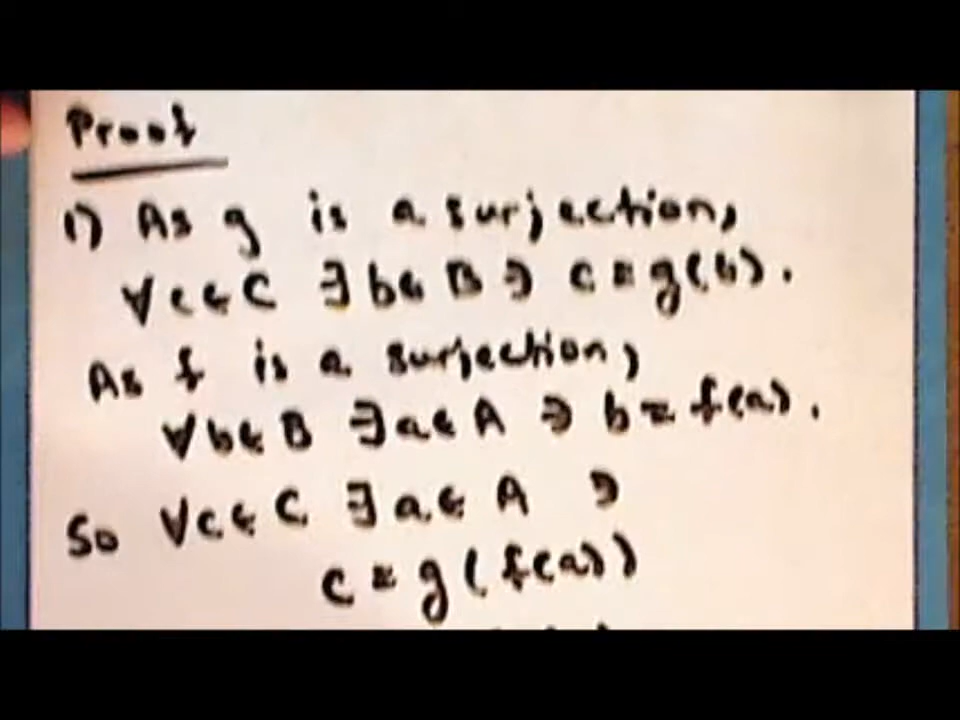 Proof
1) As g is a surjection,
∀c∈C ∃b∈B ∋ c=g(b).
As f is a surjection,
∀b∈B ∃a∈A ∋ b=f(a).
So ∀c∈C ∃a∈A ∋
c=g(f(a))